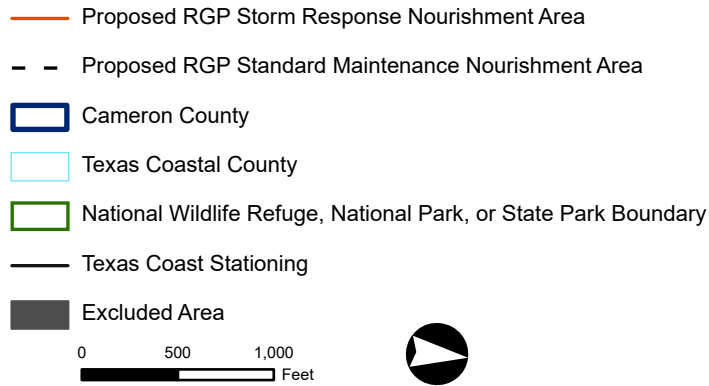 Proposed RGP Storm Response Nourishment Area
Proposed RGP Standard Maintenance Nourishment Area
Cameron County
Texas Coastal County
National Wildlife Refuge, National Park, or State Park Boundary
Texas Coast Stationing
Excluded Area
0 500 1,000
Feet